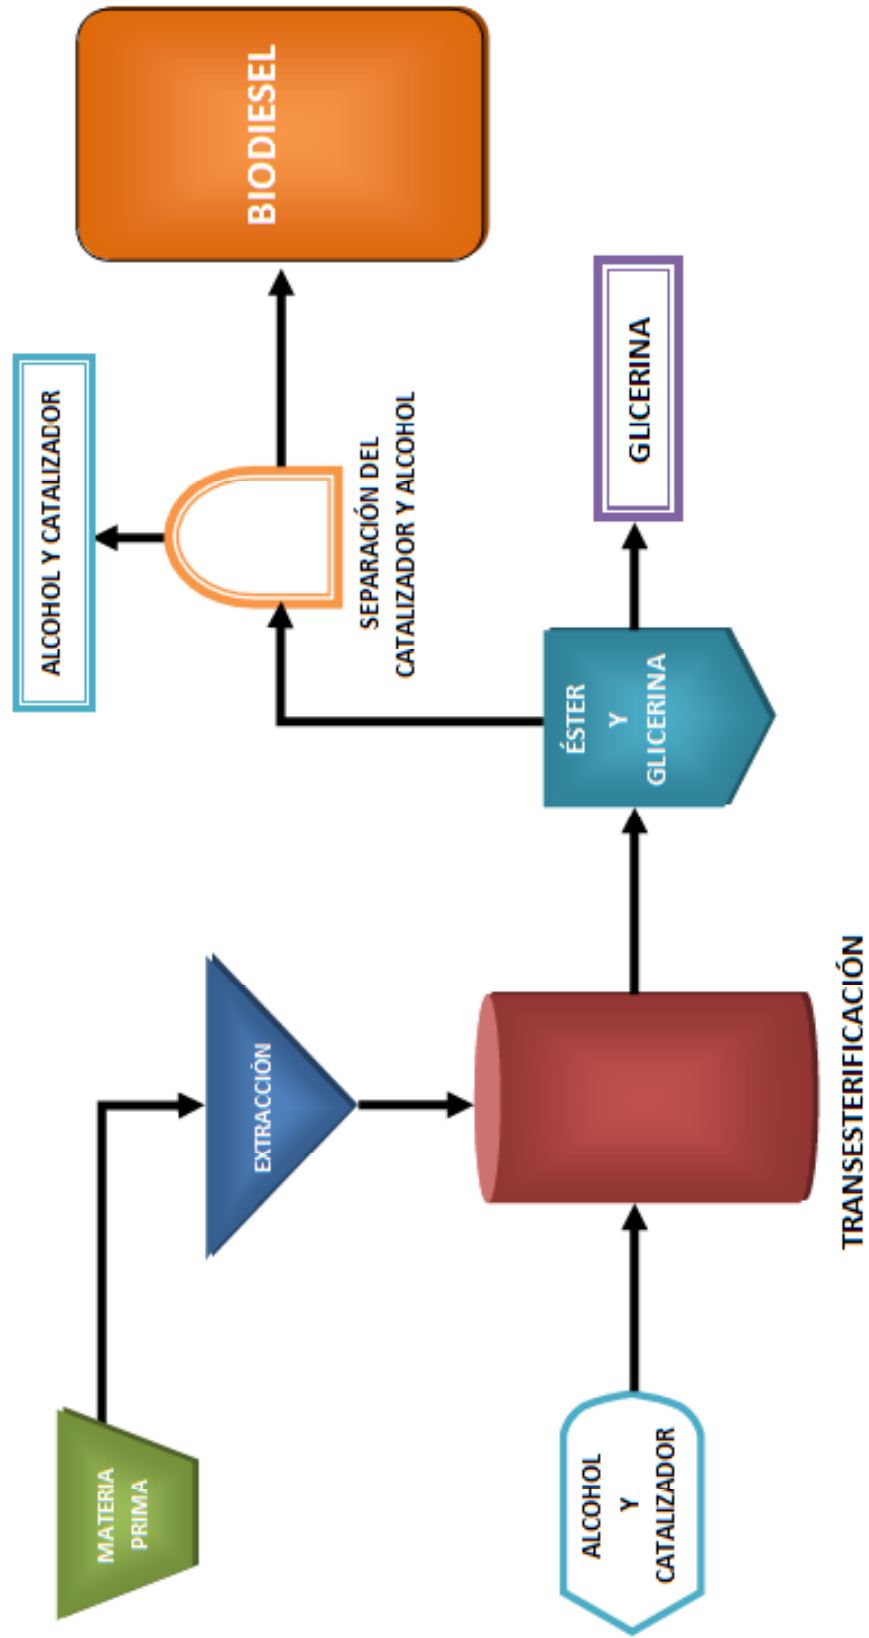 MATERIA
PRIMA
EXTRACCIÓN
ALCOHOL
Y
CATALIZADOR
TRANSESTERIFICACIÓN
ÉSTER
Y
GLICERINA
GLICERINA
SEPARACIÓN DEL
CATALIZADOR Y ALCOHOL
ALCOHOL Y CATALIZADOR
BIODIESEL